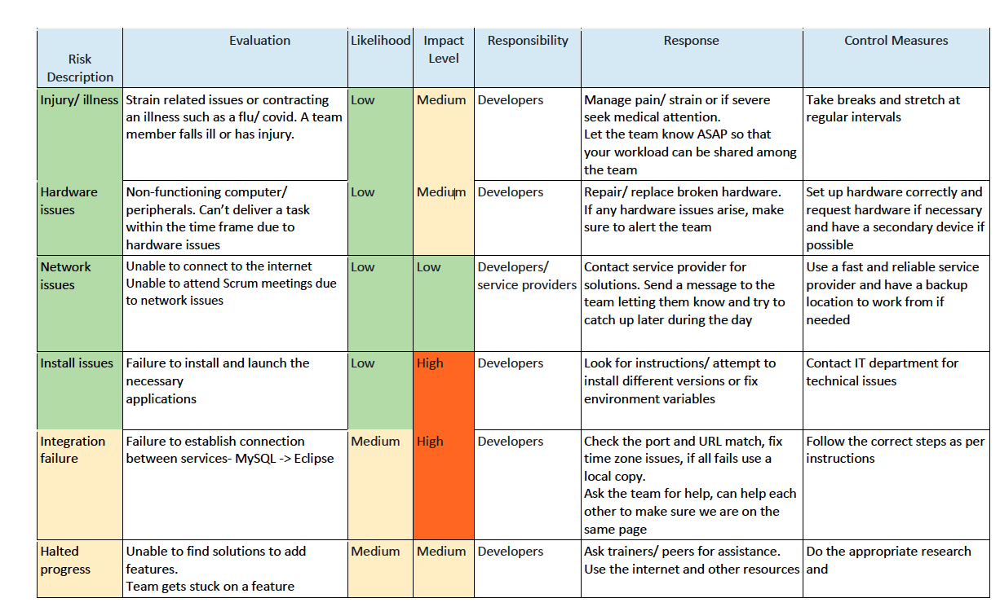 Risk
Description
Evaluation
Likelihood
Impact
Level
Responsibility
Response
Control Measures
Injury/ illness
Strain related issues or contracting
an illness such as a flu/ covid. A team
member falls ill or has injury.
Low
Medium
Developers
Manage pain/ strain or if severe
seek medical attention.
Let the team know ASAP so that
your workload can be shared among
the team
Take breaks and stretch at
regular intervals
Hardware
issues
Non-functioning computer/
peripherals. Can’t deliver a task
within the time frame due to
hardware issues
Low
Medium
Developers
Repair/ replace broken hardware.
If any hardware issues arise, make
sure to alert the team
Set up hardware correctly and
request hardware if necessary
and have a secondary device if
possible
Network
issues
Unable to connect to the internet
Unable to attend Scrum meetings due
to network issues
Low
Low
Developers/
service providers
Contact service provider for
solutions. Send a message to the
team letting them know and try to
catch up later during the day
Use a fast and reliable service
provider and have a backup
location to work from if
needed
Install issues
Failure to install and launch the
necessary
applications
Low
High
Developers
Look for instructions/ attempt to
install different versions or fix
environment variables
Contact IT department for
technical issues
Integration
failure
Failure to establish connection
between services- MySQL -> Eclipse
Medium
High
Developers
Check the port and URL match, fix
time zone issues, if all fails use a
local copy.
Ask the team for help, can help each
other to make sure we are on the
same page
Follow the correct steps as per
instructions
Halted
progress
Unable to find solutions to add
features.
Team gets stuck on a feature
Medium
Medium
Developers
Ask trainers/ peers for assistance.
Use the internet and other resources
Do the appropriate research
and